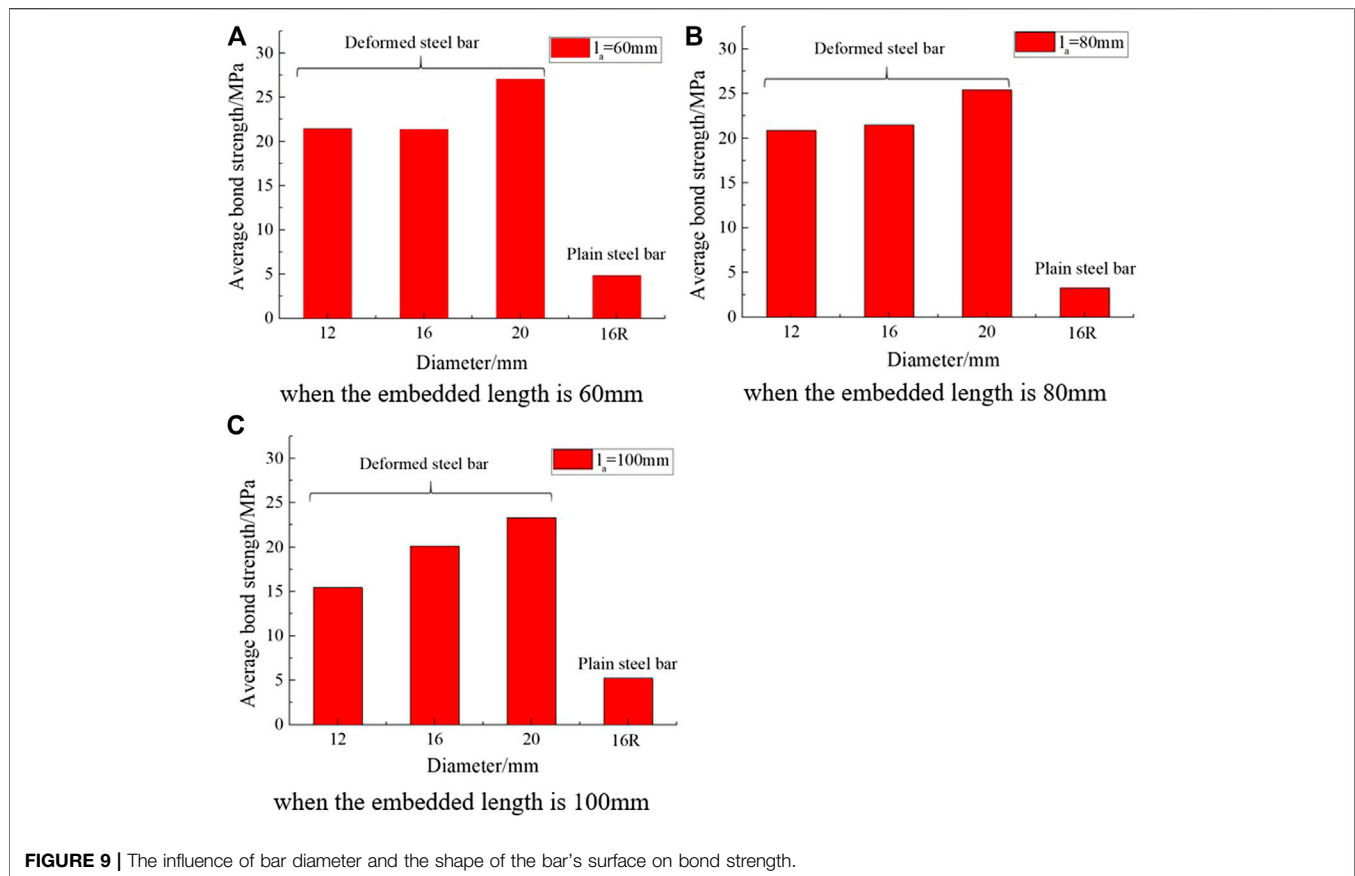 A
Deformed steel bar
la=60mm
Average bond strength/MPa
30
25
20
15
10
5
0
Plain steel bar
12 16 20 16R
Diameter/mm
when the embedded length is 60mm
B
Deformed steel bar
la=80mm
Average bond strength/MPa
30
25
20
15
10
5
0
Plain steel bar
12 16 20 16R
Diameter/mm
when the embedded length is 80mm
C
Deformed steel bar
la=100mm
Average bond strength/MPa
30
25
20
15
10
5
0
Plain steel bar
12 16 20 16R
Diameter/mm
when the embedded length is 100mm
FIGURE 9 | The influence of bar diameter and the shape of the bar's surface on bond strength.